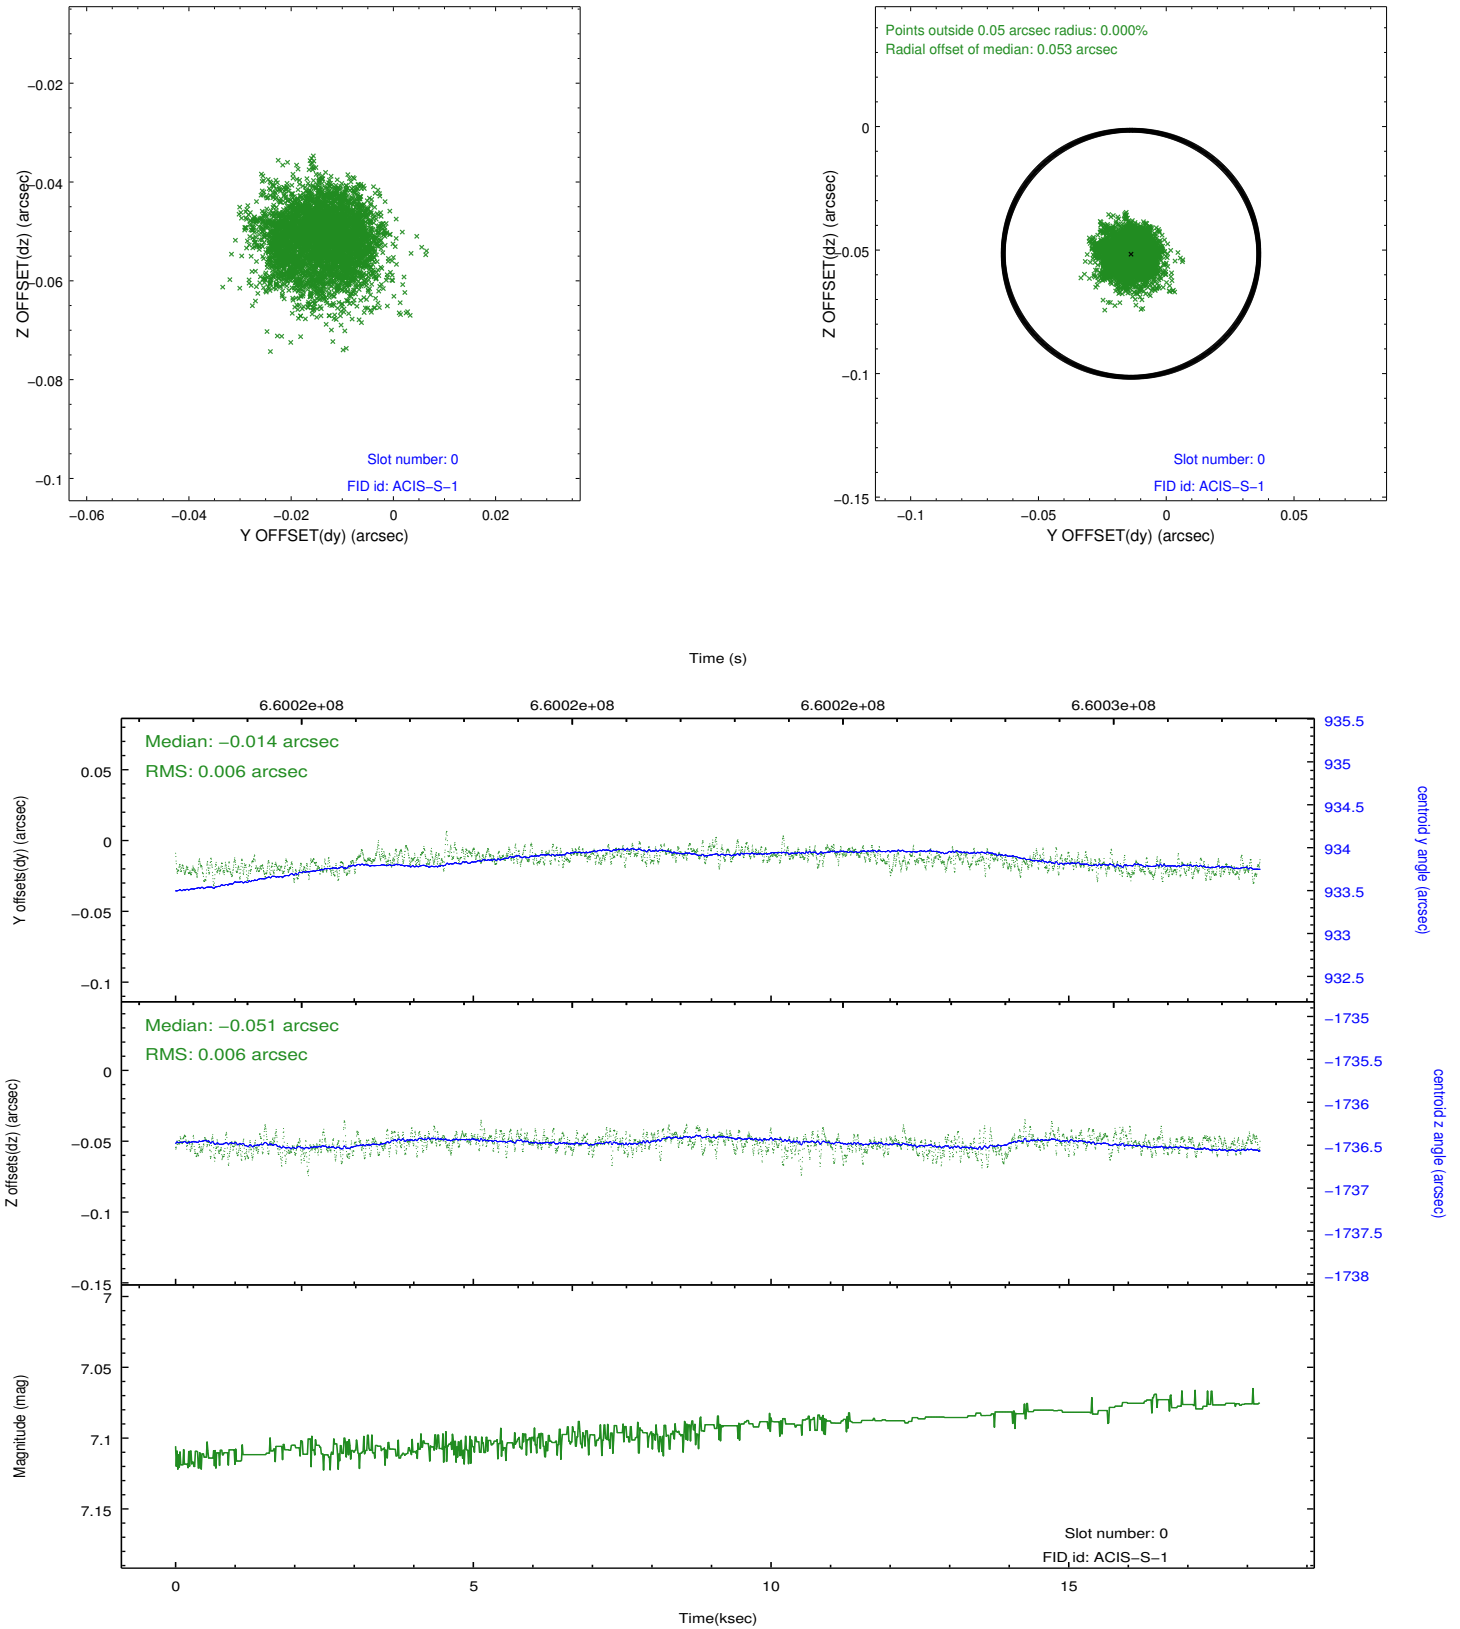 −0.02
−0.04
−0.06
−0.08
−0.1
Z OFFSET(dz) (arcsec)
Slot number: 0
FID id: ACIS−S−1
−0.06
−0.04
−0.02
0
0.02
Y OFFSET(dy) (arcsec)
Points outside 0.05 arcsec radius: 0.000%
Radial offset of median: 0.053 arcsec
0
−0.05
−0.1
−0.15
Z OFFSET(dz) (arcsec)
Slot number: 0
FID id: ACIS−S−1
−0.1
−0.05
0
0.05
Y OFFSET(dy) (arcsec)
Time (s)
6.6002e+08
6.6002e+08
6.6002e+08
6.6003e+08
Median: −0.014 arcsec
RMS: 0.006 arcsec
0.05
0
−0.05
−0.1
Y offsets(dy) (arcsec)
935.5
935
934.5
934
933.5
933
932.5
centroid y angle (arcsec)
Median: −0.051 arcsec
RMS: 0.006 arcsec
0
−0.05
−0.1
−0.15
Z offsets(dz) (arcsec)
−1735
−1735.5
−1736
−1736.5
−1737
−1737.5
−1738
centroid z angle (arcsec)
7
7.05
7.1
7.15
Magnitude (mag)
Slot number: 0
FID id: ACIS−S−1
0
5
10
15
Time(ksec)